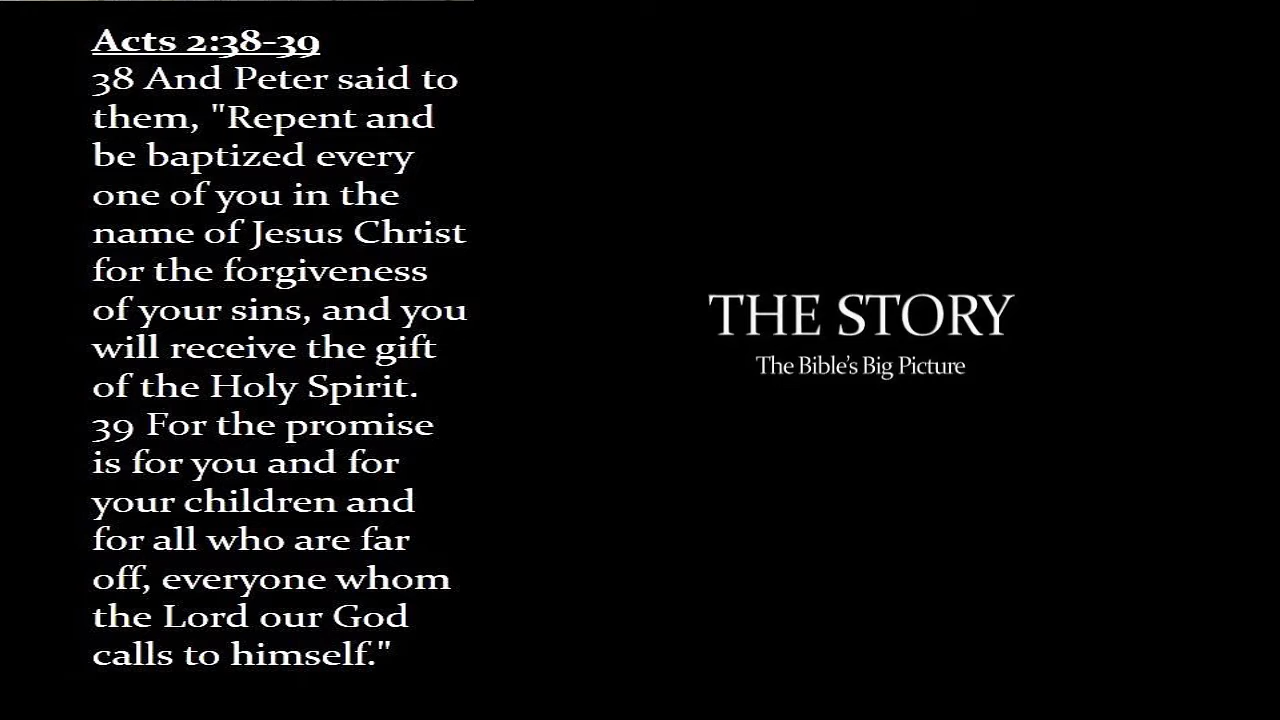 Acts 2:38-39
38 And Peter said to
them, "Repent and
be baptized every
one of you in the
name of Jesus Christ
for the forgiveness
of your sins, and you
will receive the gift
of the Holy Spirit.
39 For the promise
is for you and for
your children and
for all who are far
off, everyone whom
the Lord our God
calls to himself."
THE STORY
The Bible's Big Picture